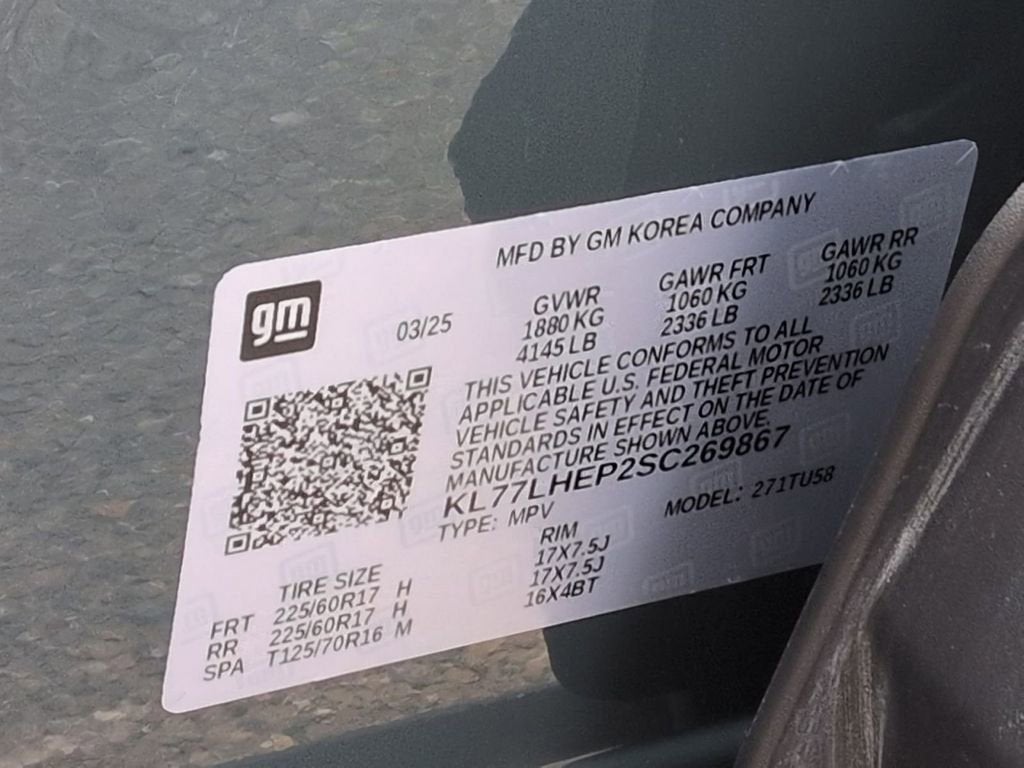 MFD BY GM KOREA COMPANY
gm
03/25
GVWR GAWR FRT GAWR RR
1880 KG 1060 KG 1060 KG
4145 LB 2336 LB 2336 LB
THIS VEHICLE CONFORMS TO ALL
APPLICABLE U.S. FEDERAL MOTOR
VEHICLE SAFETY AND THEFT PREVENTION
STANDARDS IN EFFECT ON THE DATE OF
MANUFACTURE SHOWN ABOVE.
KL77LHEP2SC269867
TYPE: MPV MODEL: 271TU58
TIRE SIZE RIM
FRT 225/60R17 H 17X7.5J
RR 225/60R17 H 17X7.5J
SPA T125/70R16 M 16X4BT